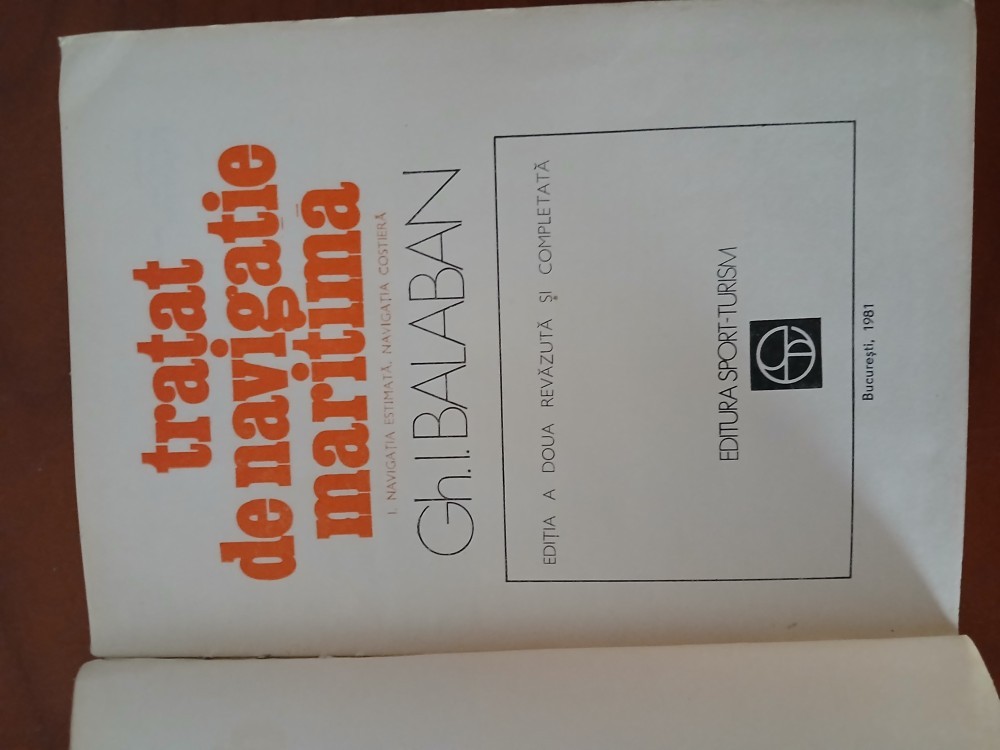 tratat
de navigație
maritimă
I. NAVIGAȚIA ESTIMATĂ, NAVIGAȚIA COSTIERĂ
Gh. I. BALABAN
EDIȚIA A DOUA REVĂZUTĂ ȘI COMPLETATĂ
EDITURA SPORT-TURISM
București, 1981